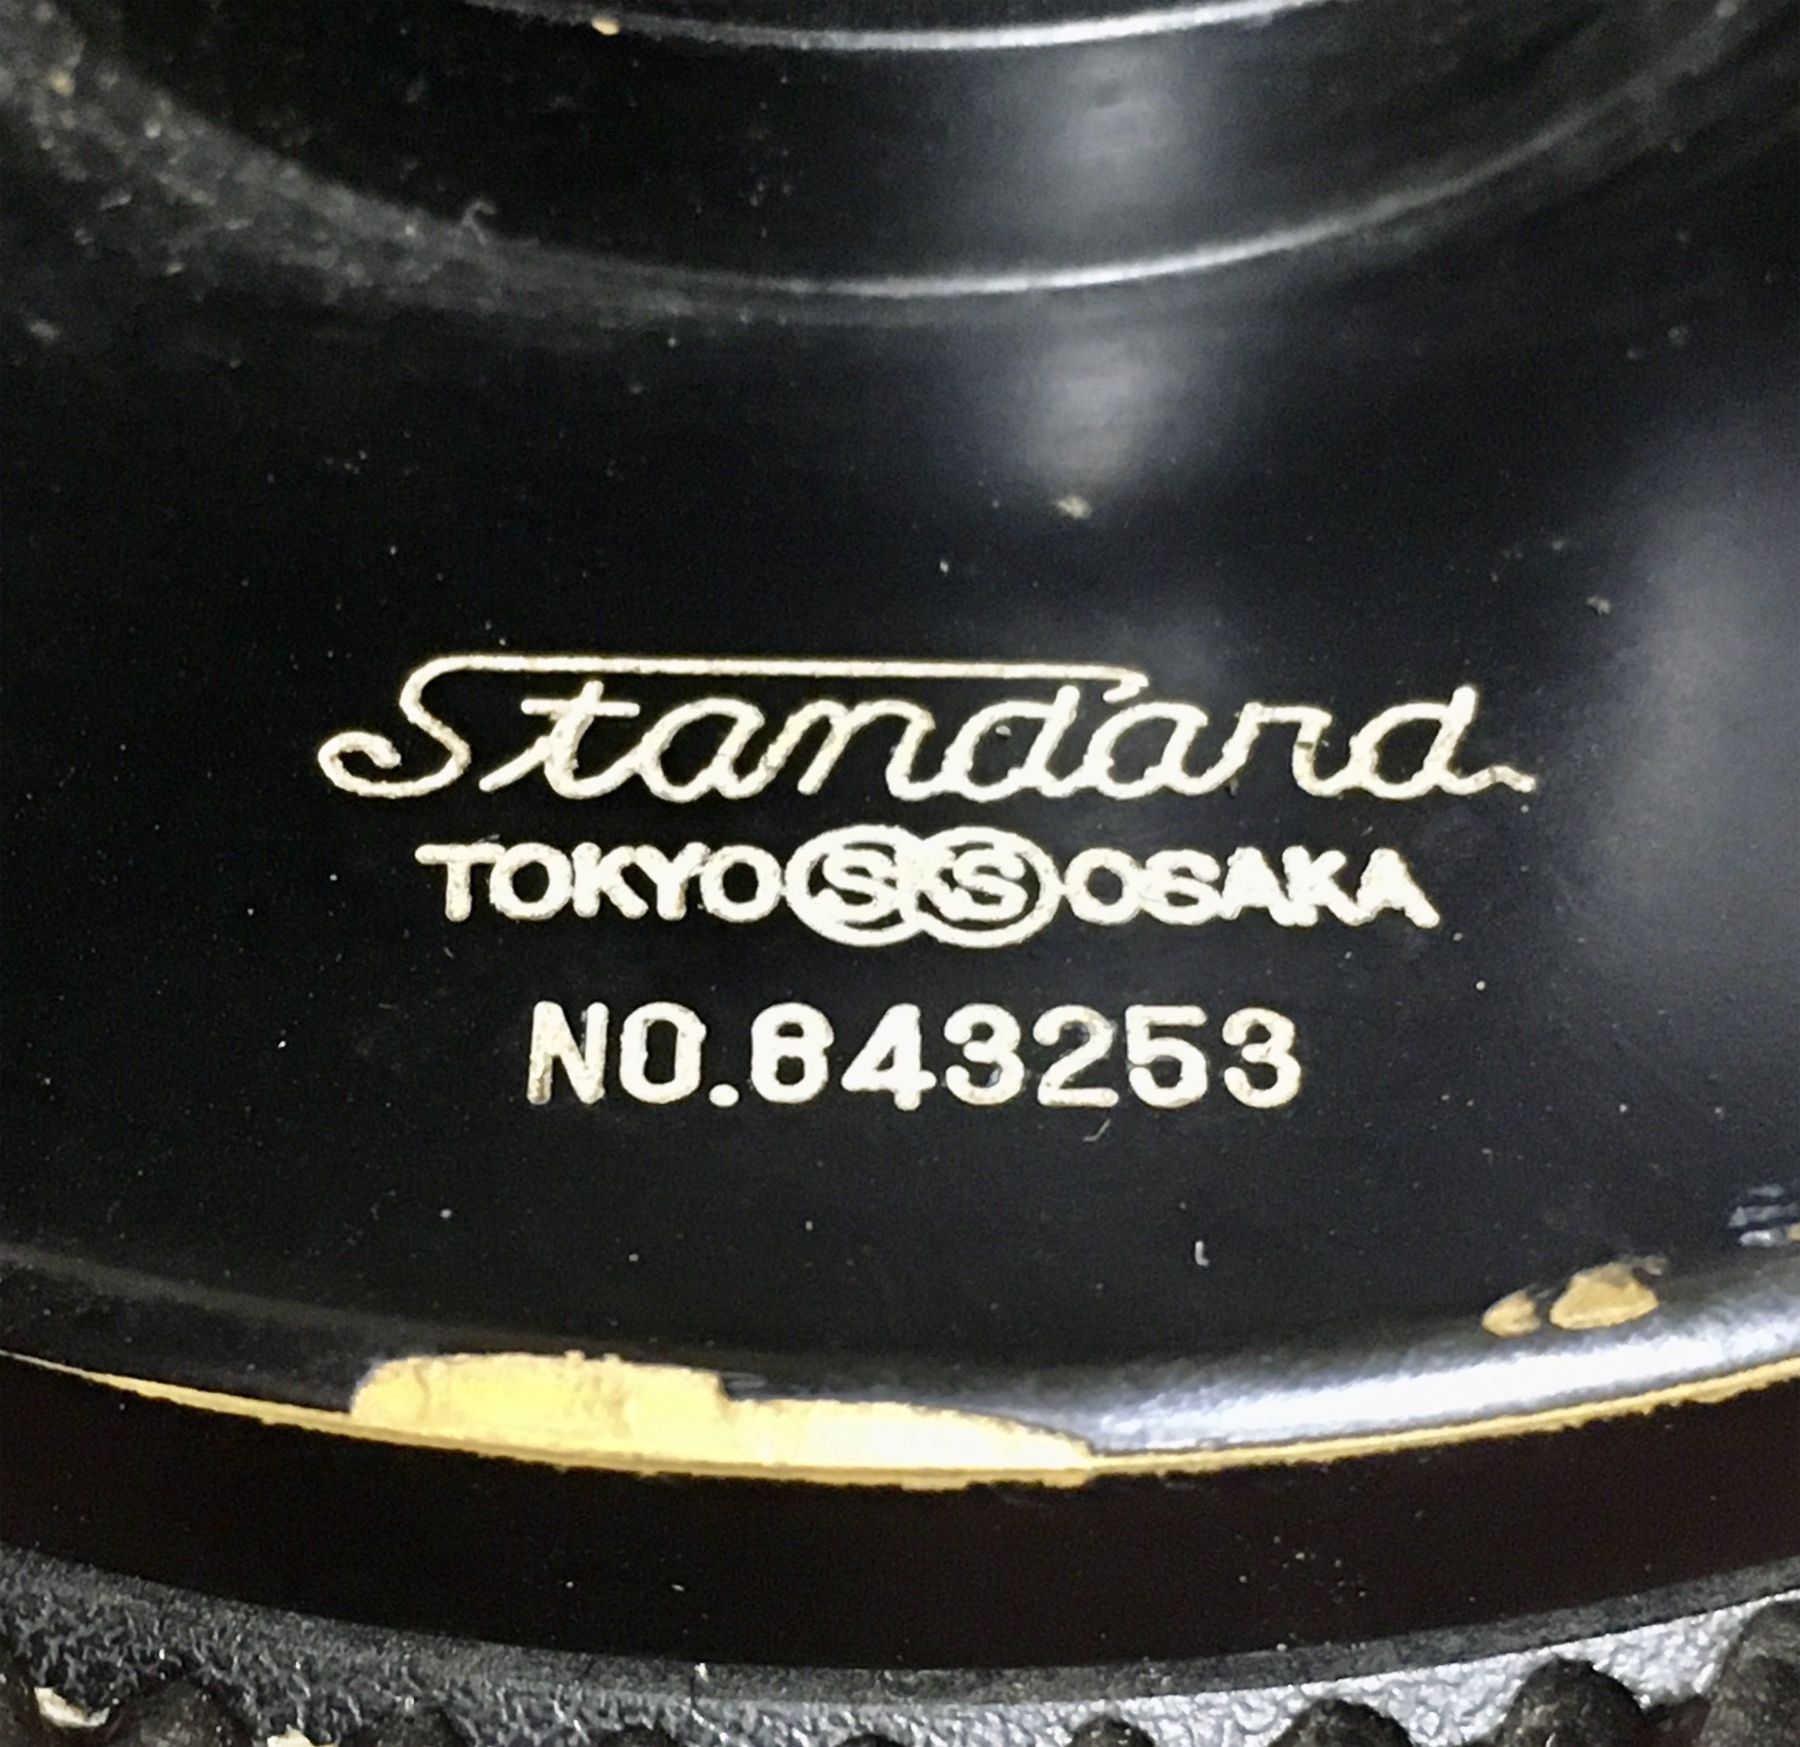 Standard
TOKYO SS OSAKA
NO.643253